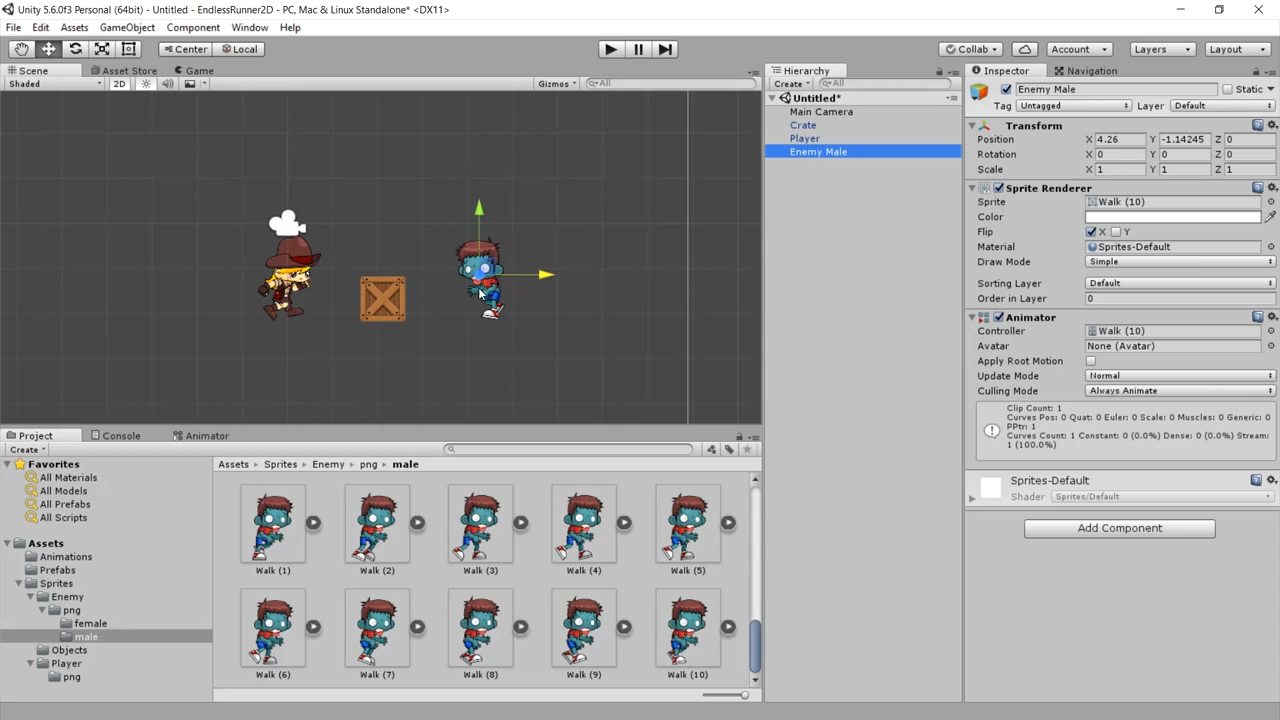 Unity 5.6.0f3 Personal (64bit) - Untitled - EndlessRunner2D - PC, Mac & Linux Standalone* <DX11>
File Edit Assets GameObject Component Window Help
Center Local Collab Account Layers Layout
Scene Asset Store Game
Shaded 2D Gizmos All
Hierarchy
Create All
Untitled*
Main Camera
Crate
Player
Enemy Male
Inspector Navigation
Enemy Male Static
Tag Untagged Layer Default
Transform
Position X 4.26 Y -1.14245 Z 0
Rotation X 0 Y 0 Z 0
Scale X 1 Y 1 Z 1
Sprite Renderer
Sprite Walk (10)
Color
Flip X Y
Material Sprites-Default
Draw Mode Simple
Sorting Layer Default
Order in Layer 0
Animator
Controller Walk (10)
Avatar None (Avatar)
Apply Root Motion
Update Mode Normal
Culling Mode Always Animate
Clip Count: 1
Curves Pos: 0 Quat: 0 Euler: 0 Scale: 0 Muscles: 0 Generic: 0
PPtr: 1
Curves Count: 1 Constant: 0 (0.0%) Dense: 0 (0.0%) Stream:
1 (100.0%)
Sprites-Default
Shader Sprites/Default
Add Component
Project Console Animator
Create
Favorites
All Materials
All Models
All Prefabs
All Scripts
Assets
Animations
Prefabs
Sprites
Enemy
png
female
male
Objects
Player
png
Assets Sprites Enemy png male
Walk (1) Walk (2) Walk (3) Walk (4) Walk (5)
Walk (6) Walk (7) Walk (8) Walk (9) Walk (10)